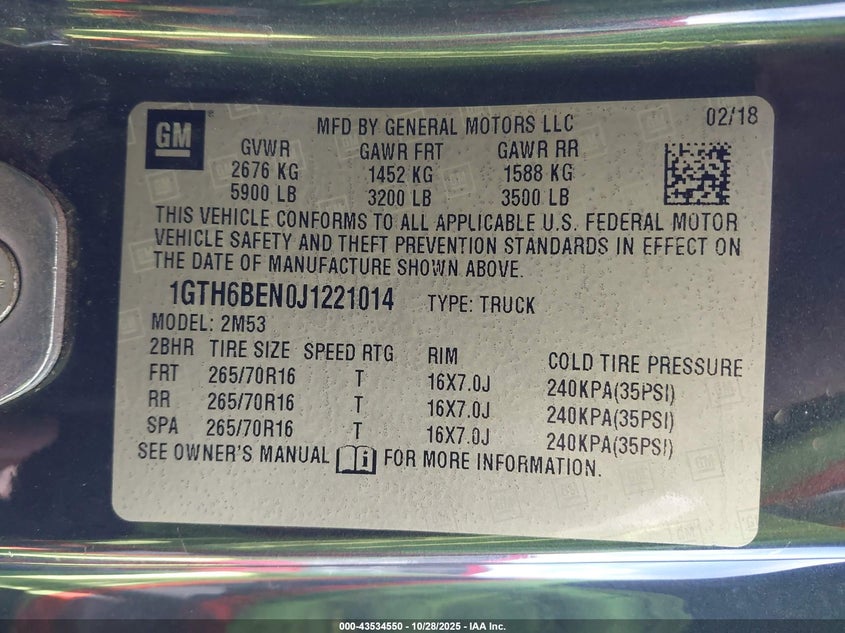 GM
MFD BY GENERAL MOTORS LLC 02/18
GVWR GAWR FRT GAWR RR
2676 KG 1452 KG 1588 KG
5900 LB 3200 LB 3500 LB
THIS VEHICLE CONFORMS TO ALL APPLICABLE U.S. FEDERAL MOTOR
VEHICLE SAFETY AND THEFT PREVENTION STANDARDS IN EFFECT ON
THE DATE OF MANUFACTURE SHOWN ABOVE.
1GTH6BEN0J1221014 TYPE: TRUCK
MODEL: 2M53
2BHR TIRE SIZE SPEED RTG RIM COLD TIRE PRESSURE
FRT 265/70R16 T 16X7.0J 240KPA(35PSI)
RR 265/70R16 T 16X7.0J 240KPA(35PSI)
SPA 265/70R16 T 16X7.0J 240KPA(35PSI)
SEE OWNER'S MANUAL i FOR MORE INFORMATION.
000-43534550 | 10/28/2025 - IAA Inc.